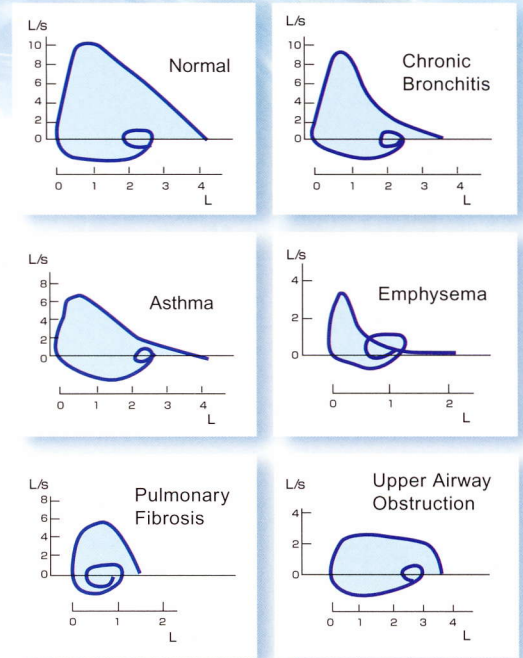 L/s
10
8
6
4
2
0
Normal
0 1 2 3 4
L
L/s
10
8
6
4
2
0
Chronic
Bronchitis
0 1 2 3 4
L
L/s
8
6
4
2
0
Asthma
0 1 2 3 4
L
L/s
4
2
0
Emphysema
0 1 2
L
L/s
8
6
4
2
0
Pulmonary
Fibrosis
0 1 2
L
L/s
4
2
0
Upper Airway
Obstruction
0 1 2 3 4
L